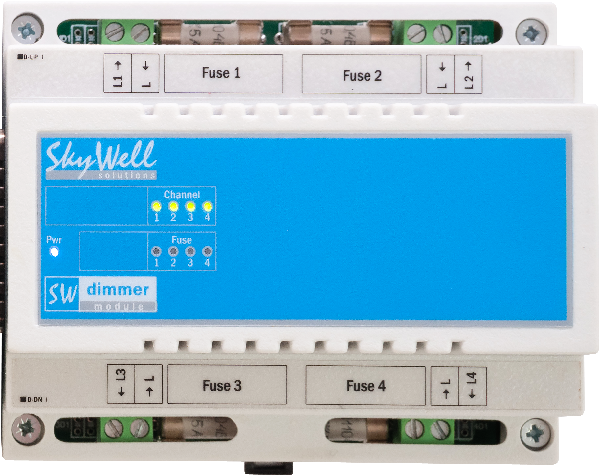 L1 L Fuse 1 Fuse 2 L L2
SkyWell
solutions
Channel
1 2 3 4
Pwr Fuse
1 2 3 4
SW dimmer
module
L3 L Fuse 3 Fuse 4 L L4